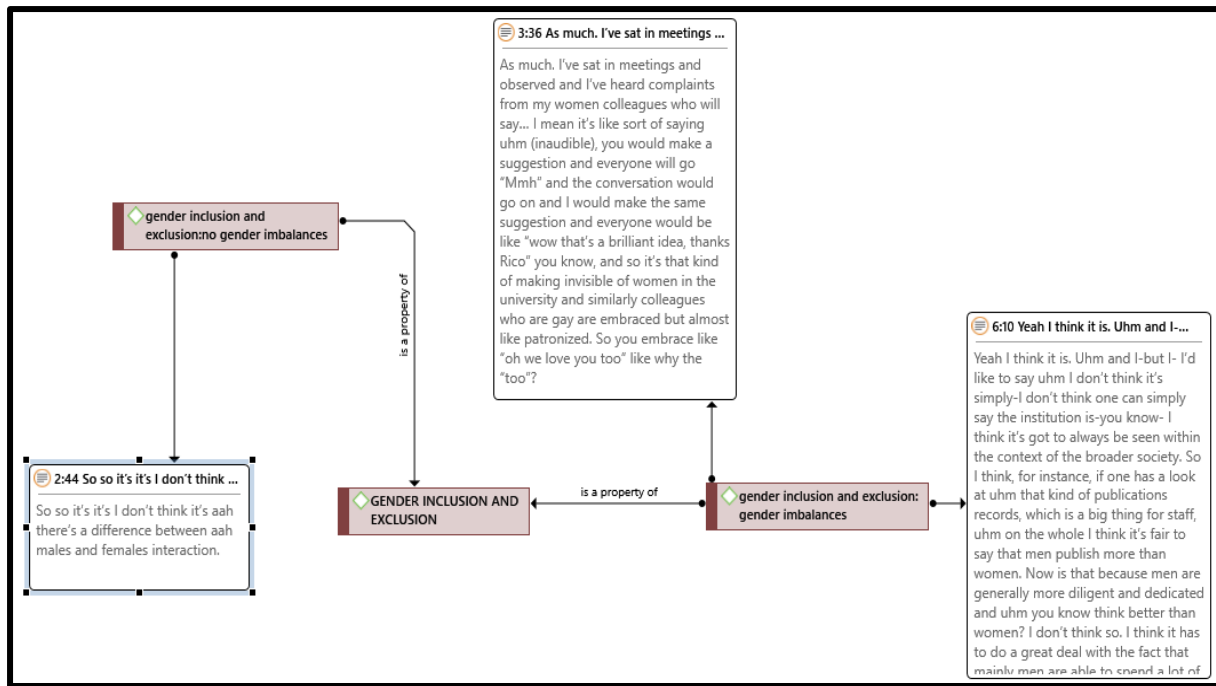 3:36 As much. I've sat in meetings ...
As much. I've sat in meetings and
observed and I've heard complaints
from my women colleagues who will
say... I mean it's like sort of saying
uhm (inaudible), you would make a
suggestion and everyone will go
"Mmh" and the conversation would
go on and I would make the same
suggestion and everyone would be
like "wow that's a brilliant idea, thanks
Rico" you know, and so it's that kind
of making invisible of women in the
university and similarly colleagues
who are gay are embraced but almost
like patronized. So you embrace like
"oh we love you too" like why the
"too"?
gender inclusion and
exclusion:no gender imbalances
is a property of
2:44 So so it's it's I don't think ...
So so it's it's I don't think it's aah
there's a difference between aah
males and females interaction.
GENDER INCLUSION AND
EXCLUSION
is a property of
gender inclusion and exclusion:
gender imbalances
6:10 Yeah I think it is. Uhm and I-...
Yeah I think it is. Uhm and I-but I- I'd
like to say uhm I don't think it's
simply-I don't think one can simply
say the institution is-you know- I
think it's got to always be seen within
the context of the broader society. So
I think, for instance, if one has a look
at uhm that kind of publications
records, which is a big thing for staff,
uhm on the whole I think it's fair to
say that men publish more than
women. Now is that because men are
generally more diligent and dedicated
and uhm you know think better than
women? I don't think so. I think it has
to do a great deal with the fact that
mainly men are able to spend a lot of